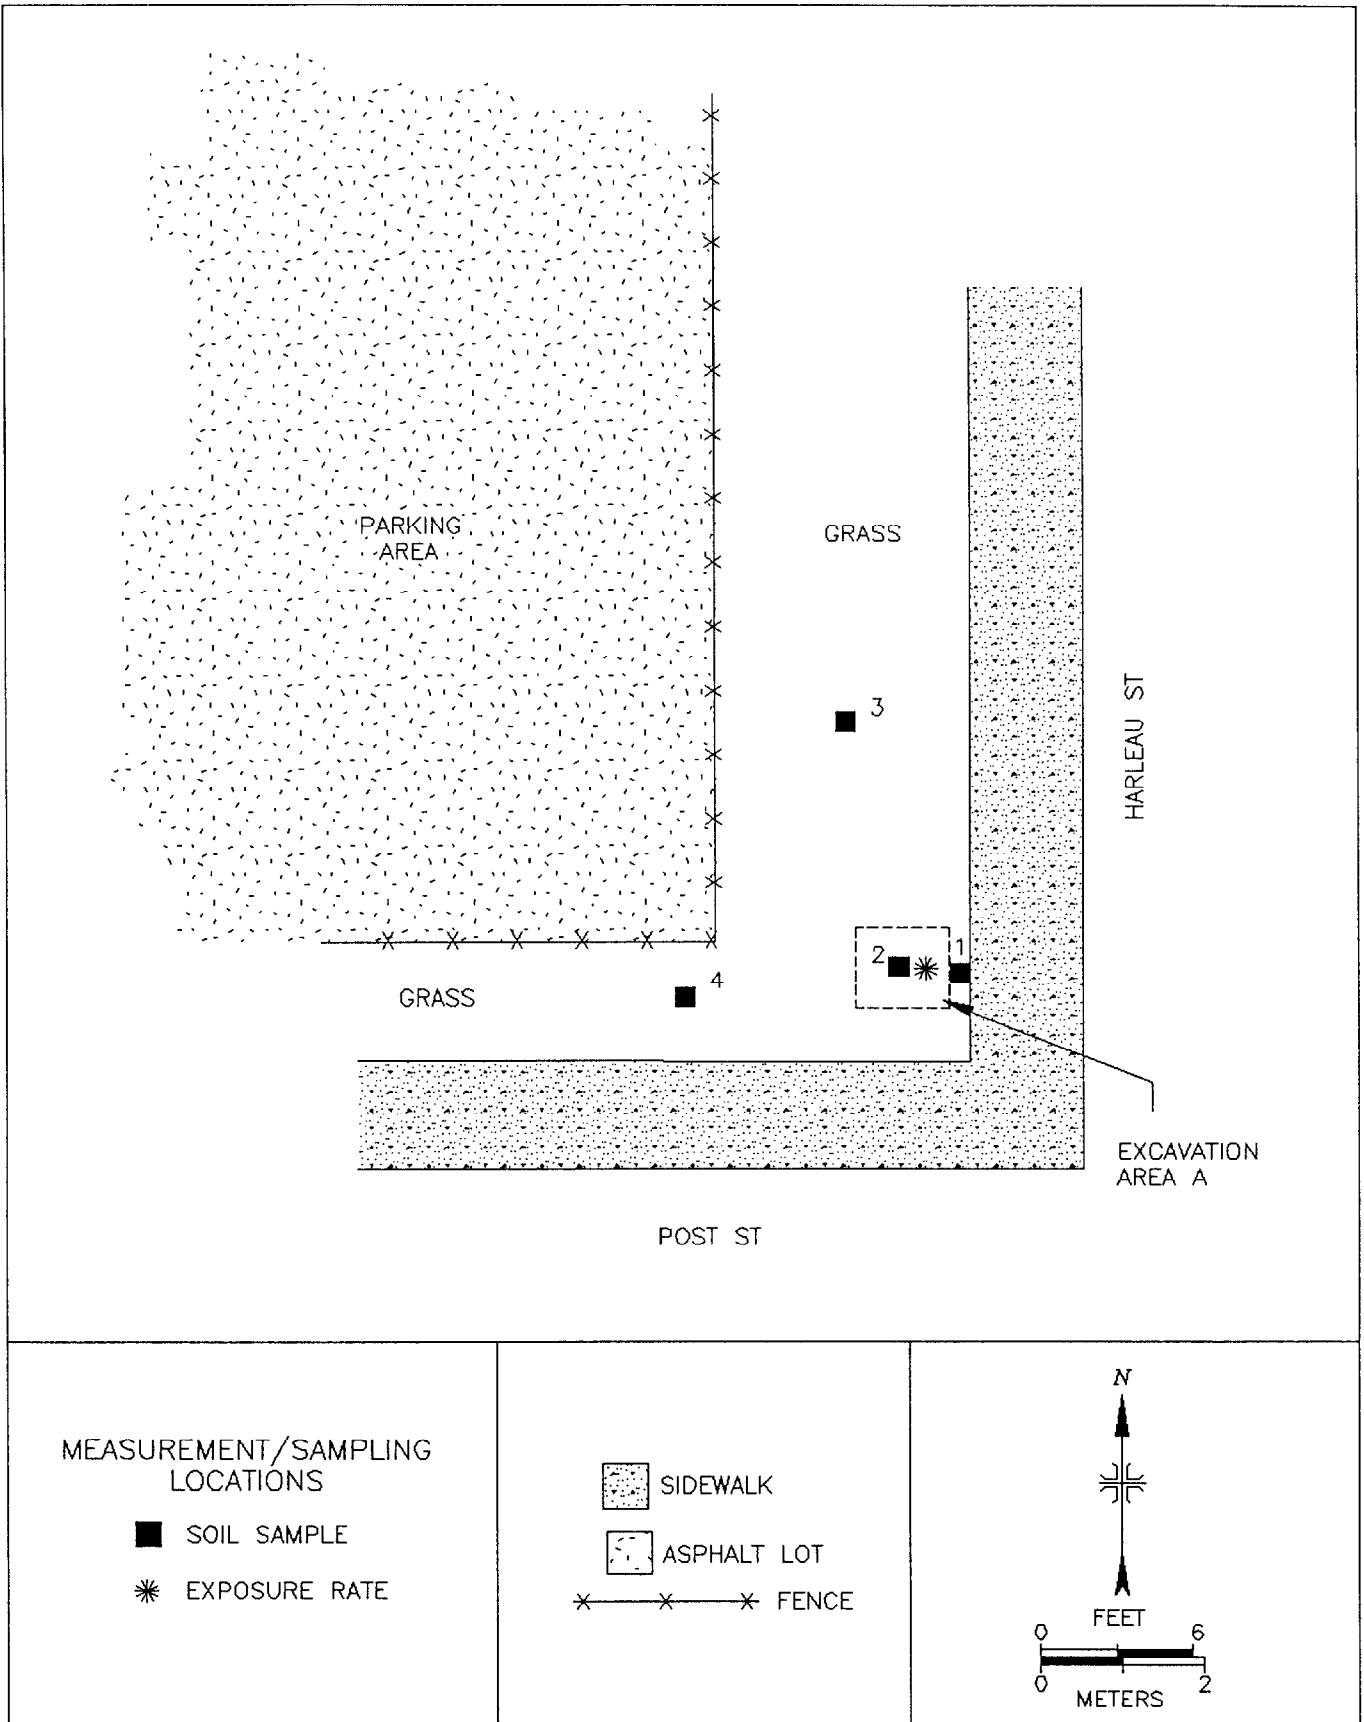 PARKING
AREA
GRASS
3
HARLEAU ST
2
1
4
GRASS
EXCAVATION
AREA A
POST ST
MEASUREMENT/SAMPLING
LOCATIONS
SOIL SAMPLE
EXPOSURE RATE
SIDEWALK
ASPHALT LOT
FENCE
N
FEET
0 6
0 2
METERS